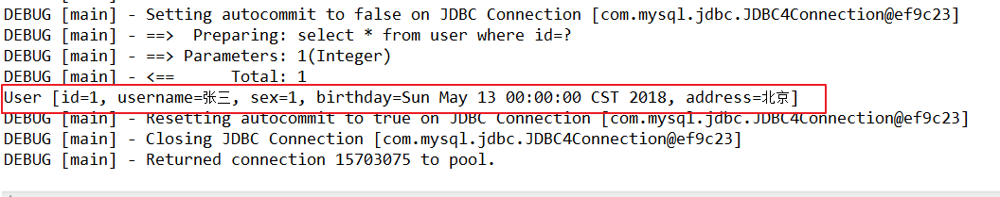 DEBUG [main] - Setting autocommit to false on JDBC Connection [com.mysql.jdbc.JDBC4Connection@ef9c23]
DEBUG [main] - ==>  Preparing: select * from user where id=?
DEBUG [main] - ==> Parameters: 1(Integer)
DEBUG [main] - <==      Total: 1
User [id=1, username=张三, sex=1, birthday=Sun May 13 00:00:00 CST 2018, address=北京]
DEBUG [main] - Resetting autocommit to true on JDBC Connection [com.mysql.jdbc.JDBC4Connection@ef9c23]
DEBUG [main] - Closing JDBC Connection [com.mysql.jdbc.JDBC4Connection@ef9c23]
DEBUG [main] - Returned connection 15703075 to pool.